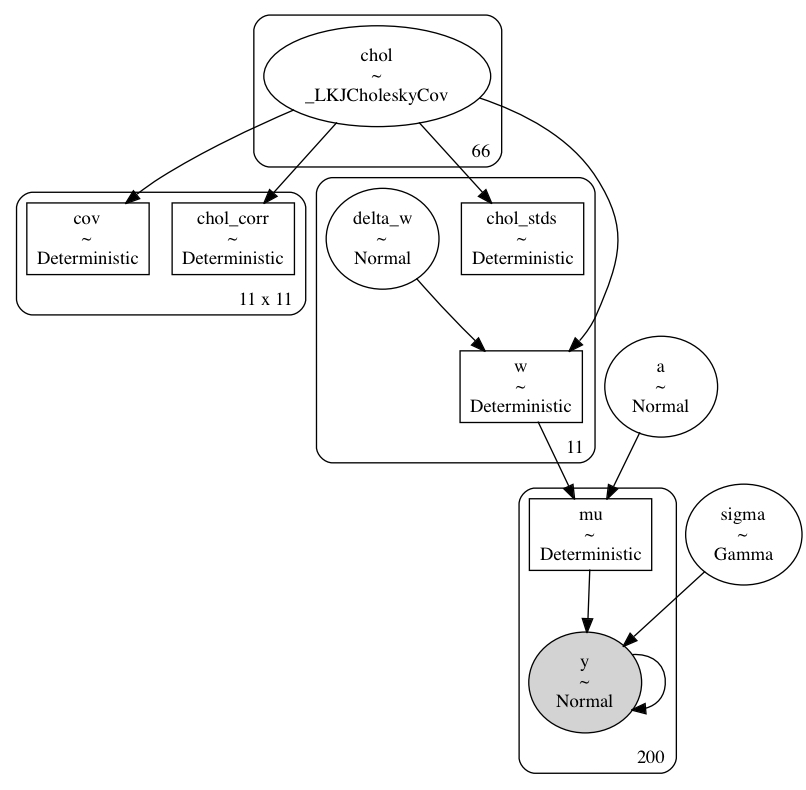 chol
~
_LKJCholeskyCov
66
cov
~
Deterministic
chol_corr
~
Deterministic
11 x 11
delta_w
~
Normal
chol_stds
~
Deterministic
w
~
Deterministic
11
a
~
Normal
mu
~
Deterministic
sigma
~
Gamma
y
~
Normal
200